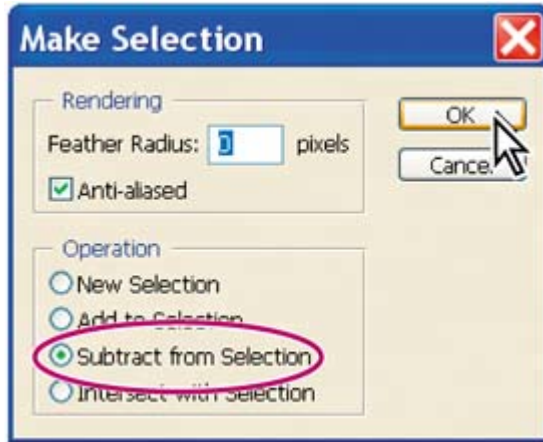 Make Selection
Rendering
Feather Radius: 0 pixels
Anti-aliased
OK
Cancel
Operation
New Selection
Add to Selection
Subtract from Selection
Intersect with Selection